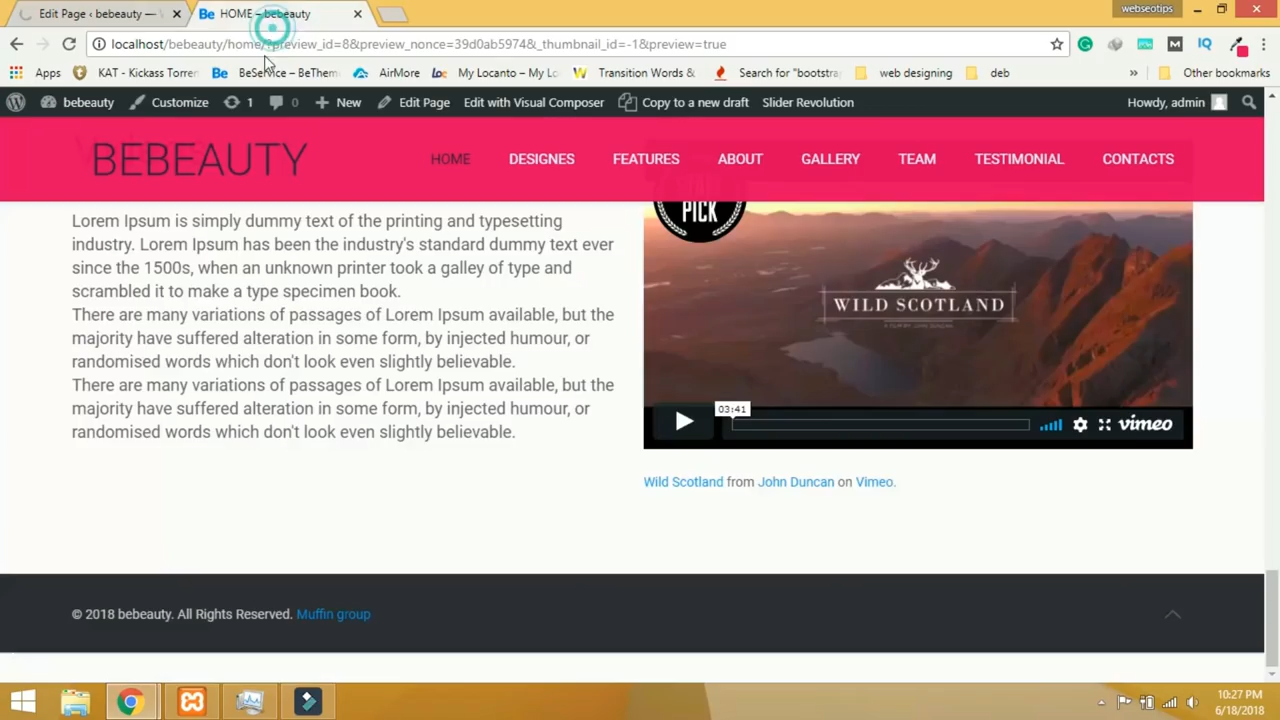 Edit Page ‹ bebeauty —
Be HOME – bebeauty
webseotips
localhost/bebeauty/home/?preview_id=8&preview_nonce=39d0ab5974&_thumbnail_id=-1&preview=true
Apps KAT - Kickass Torren Be BeService – BeThem AirMore Loc My Locanto – My Lo Transition Words & Search for "bootstra web designing deb » Other bookmarks
bebeauty Customize 1 0 New Edit Page Edit with Visual Composer Copy to a new draft Slider Revolution Howdy, admin
BEBEAUTY HOME DESIGNES FEATURES ABOUT GALLERY TEAM TESTIMONIAL CONTACTS
Lorem Ipsum is simply dummy text of the printing and typesetting
industry. Lorem Ipsum has been the industry's standard dummy text ever
since the 1500s, when an unknown printer took a galley of type and
scrambled it to make a type specimen book.
There are many variations of passages of Lorem Ipsum available, but the
majority have suffered alteration in some form, by injected humour, or
randomised words which don't look even slightly believable.
There are many variations of passages of Lorem Ipsum available, but the
majority have suffered alteration in some form, by injected humour, or
randomised words which don't look even slightly believable.
PICK
WILD SCOTLAND
A FILM BY JOHN DUNCAN
03:41
vimeo
Wild Scotland from John Duncan on Vimeo.
© 2018 bebeauty. All Rights Reserved. Muffin group
10:27 PM
6/18/2018